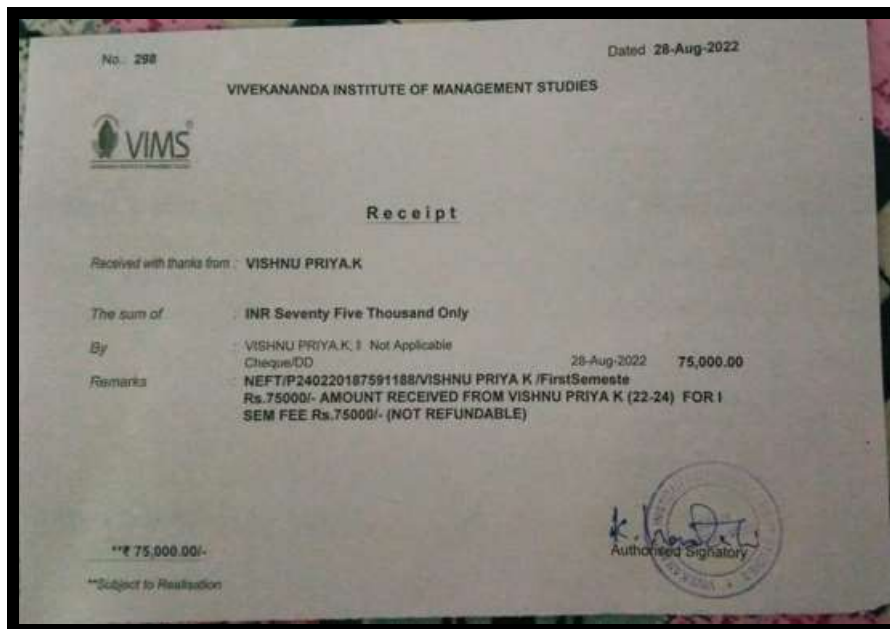 No. : 298
Dated 28-Aug-2022
VIVEKANANDA INSTITUTE OF MANAGEMENT STUDIES
VIMS
Receipt
Received with thanks from : VISHNU PRIYA.K
The sum of : INR Seventy Five Thousand Only
By : VISHNU PRIYA.K; Not Applicable
Cheque/DD 28-Aug-2022 75,000.00
Remarks : NEFT/P240220187591188/VISHNU PRIYA K /FirstSemeste
Rs.75000/- AMOUNT RECEIVED FROM VISHNU PRIYA K (22-24) FOR I
SEM FEE Rs.75000/- (NOT REFUNDABLE)
**₹ 75,000.00/-
Authorised Signatory
**Subject to Realisation